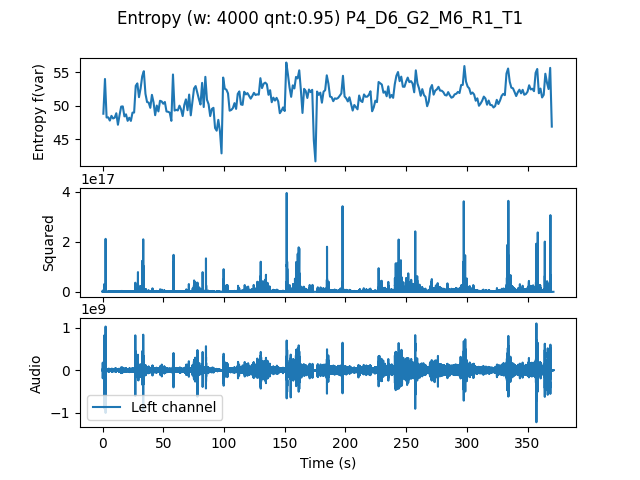 Entropy (w: 4000 qnt:0.95) P4_D6_G2_M6_R1_T1
55
50
45
Entropy f(var)
1e17
4
2
0
Squared
1e9
1
0
−1
Audio
Left channel
0 50 100 150 200 250 300 350
Time (s)